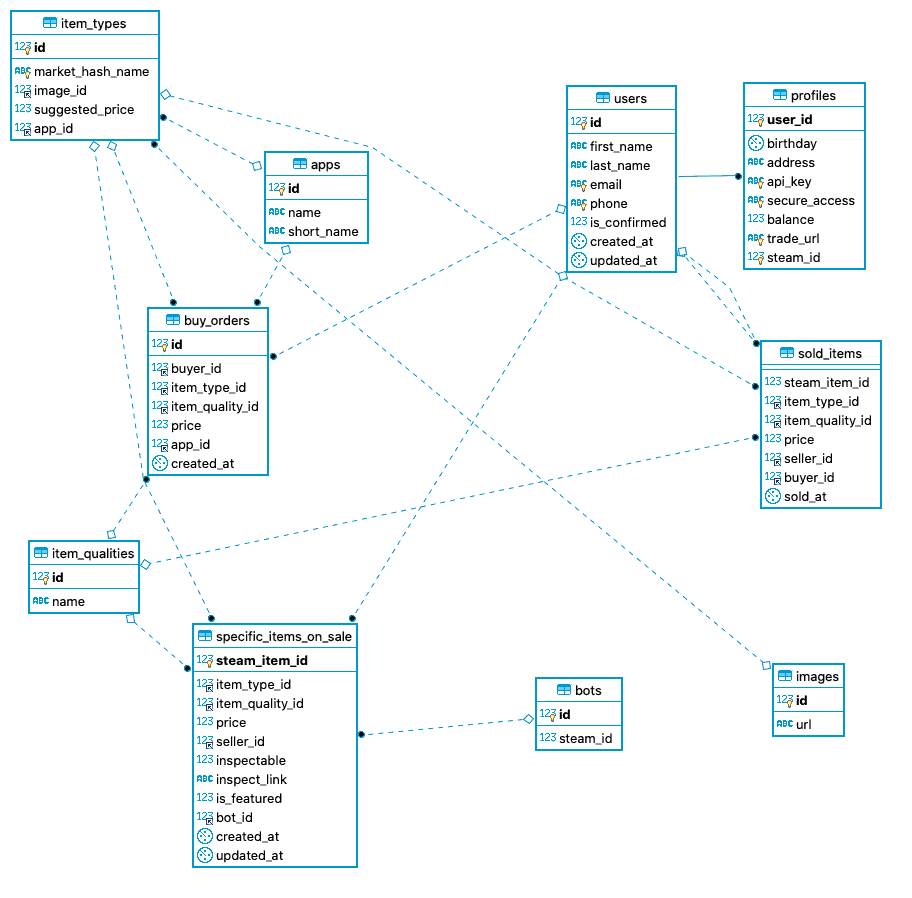 item_types
123 id
ABC market_hash_name
123 image_id
123 suggested_price
123 app_id
apps
123 id
ABC name
ABC short_name
users
123 id
ABC first_name
ABC last_name
ABC email
ABC phone
123 is_confirmed
created_at
updated_at
profiles
123 user_id
birthday
ABC address
ABC api_key
ABC secure_access
123 balance
ABC trade_url
ABC steam_id
buy_orders
123 id
123 buyer_id
123 item_type_id
123 item_quality_id
123 price
123 app_id
created_at
sold_items
123 steam_item_id
123 item_type_id
123 item_quality_id
123 price
123 seller_id
123 buyer_id
sold_at
item_qualities
123 id
ABC name
specific_items_on_sale
123 steam_item_id
123 item_type_id
123 item_quality_id
123 price
123 seller_id
123 inspectable
ABC inspect_link
123 is_featured
123 bot_id
created_at
updated_at
bots
123 id
123 steam_id
images
123 id
ABC url